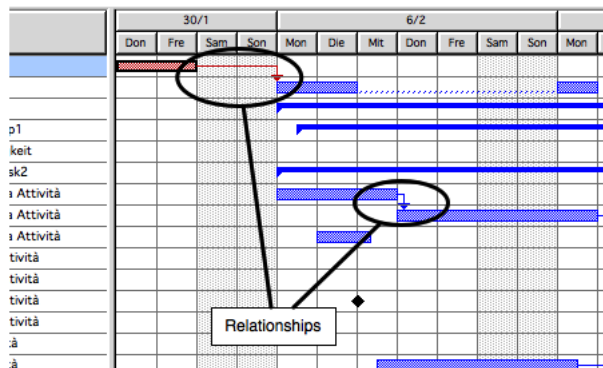 30/1 6/2
Don Fre Sam Son Mon Die Mit Don Fre Sam Son Mon
p1
keit
sk2
a Attività
a Attività
a Attività
tività
tività
tività
tività
tà
Relationships
tà